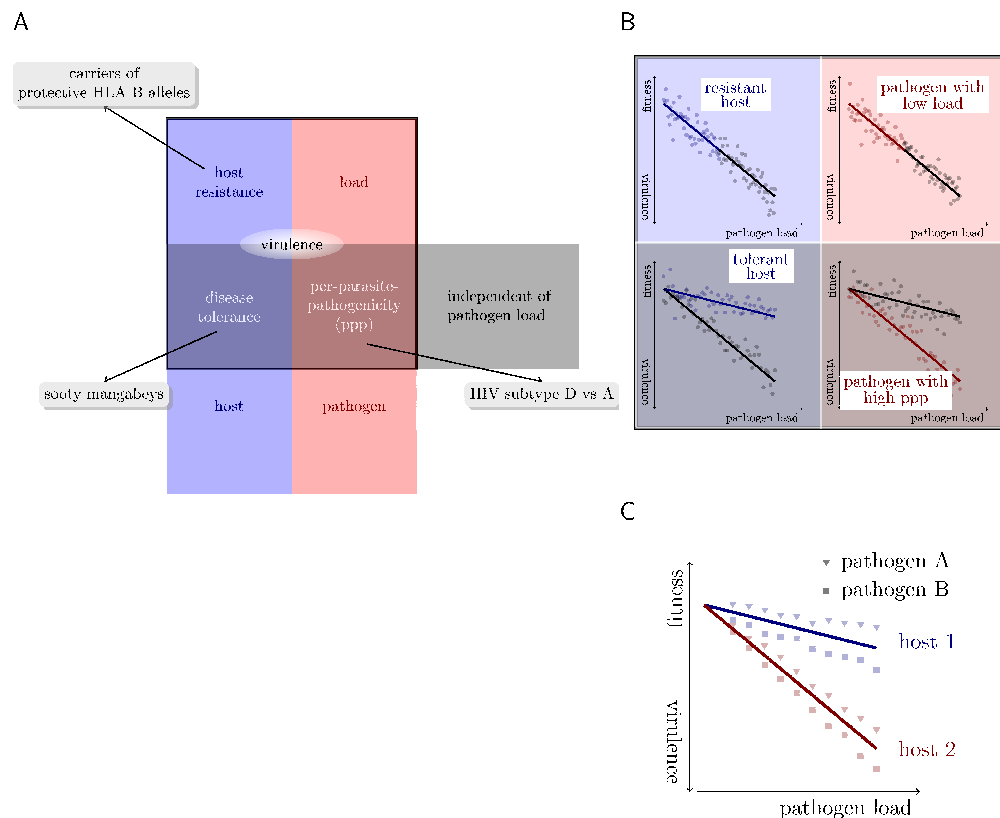 A
carriers of
protective HLA-B alleles
host
resistance
load
virulence
disease
tolerance
per-parasite-
pathogenicity
(ppp)
independent of
pathogen load
sooty mangabeys
HIV subtype D vs A
host
pathogen
B
fitness
virulence
resistant
host
pathogen load
fitness
virulence
pathogen with
low load
pathogen load
fitness
virulence
tolerant
host
pathogen load
fitness
virulence
pathogen with
high ppp
pathogen load
C
pathogen A
pathogen B
fitness
virulence
host 1
host 2
pathogen load